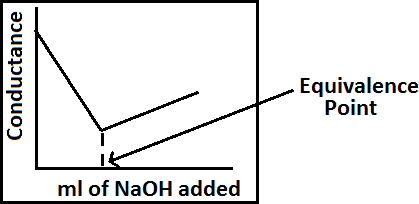 Conductance
Equivalence
Point
ml of NaOH added